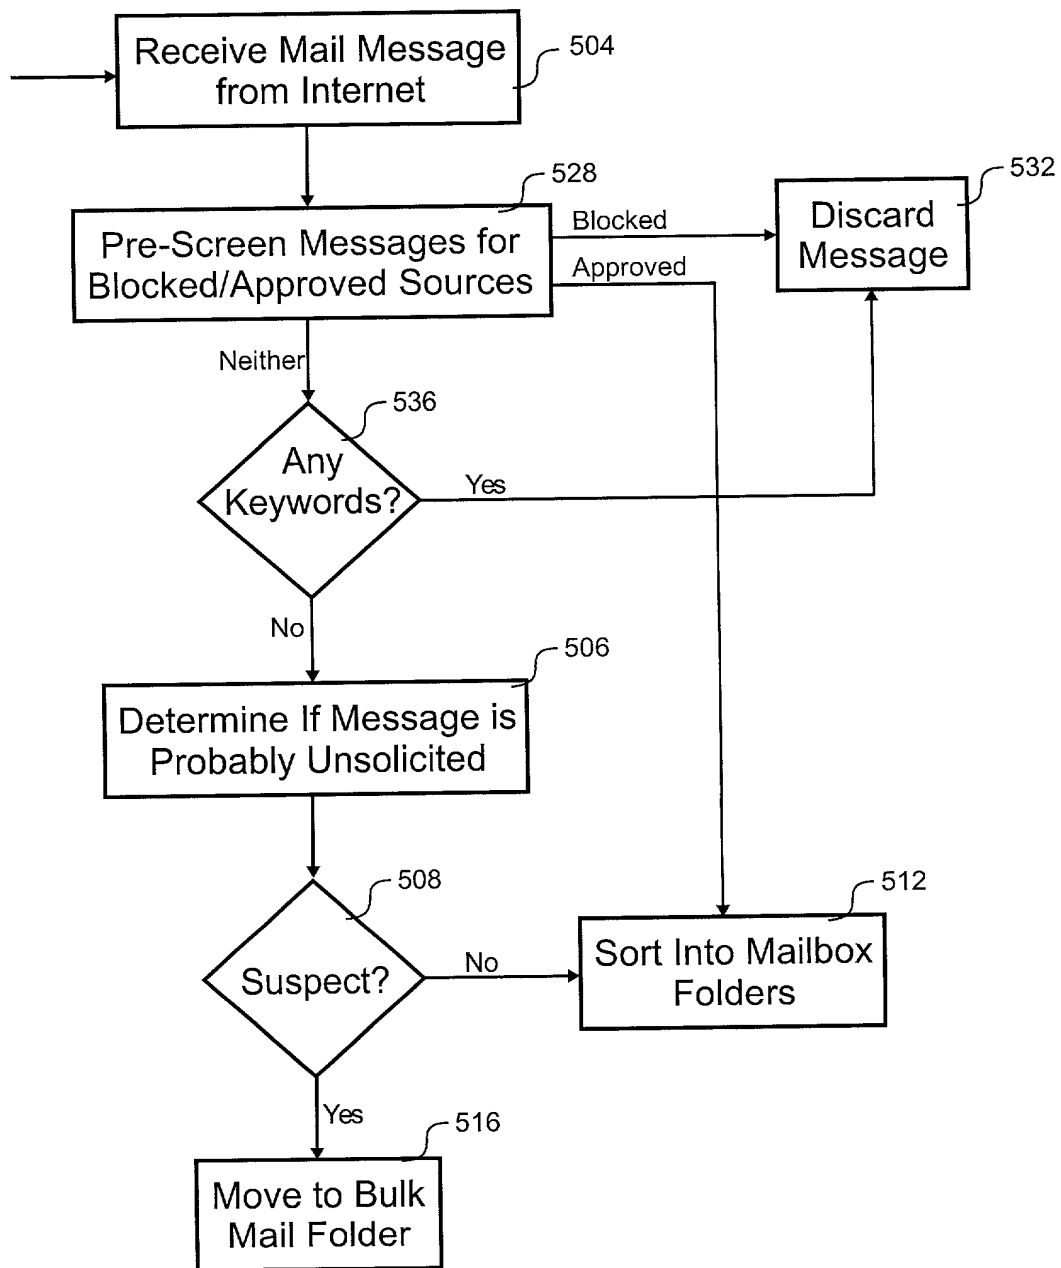 Receive Mail Message
from Internet
504
528
Pre-Screen Messages for
Blocked/Approved Sources
Blocked
Approved
532
Discard
Message
Neither
536
Any
Keywords?
Yes
No
506
Determine If Message is
Probably Unsolicited
508
Suspect?
No
512
Sort Into Mailbox
Folders
Yes
516
Move to Bulk
Mail Folder